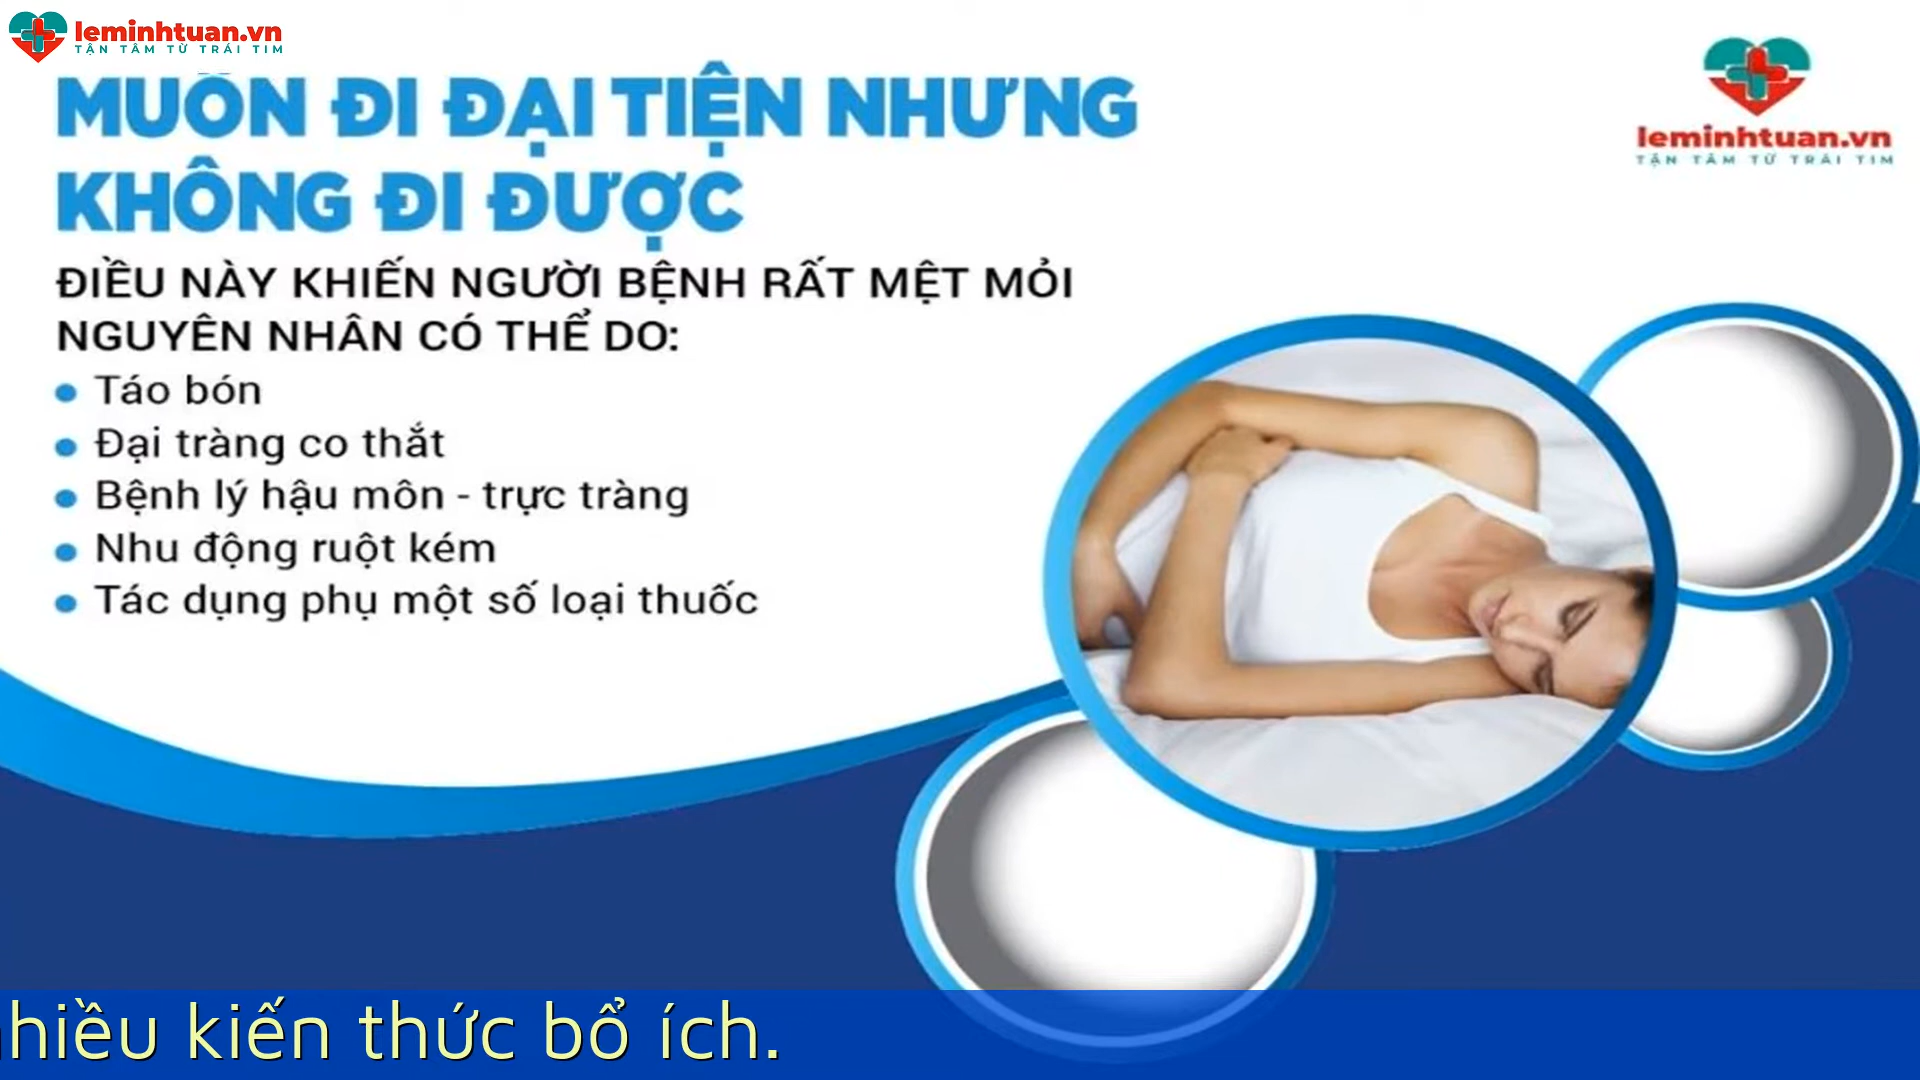 leminhtuan.vn
TẬN TÂM TỪ TRÁI TIM
leminhtuan.vn
TẬN TÂM TỪ TRÁI TIM
MUỐN ĐI ĐẠI TIỆN NHƯNG
KHÔNG ĐI ĐƯỢC
ĐIỀU NÀY KHIẾN NGƯỜI BỆNH RẤT MỆT MỎI
NGUYÊN NHÂN CÓ THỂ DO:
• Táo bón
• Đại tràng co thắt
• Bệnh lý hậu môn - trực tràng
• Nhu động ruột kém
• Tác dụng phụ một số loại thuốc
hiều kiến thức bổ ích.